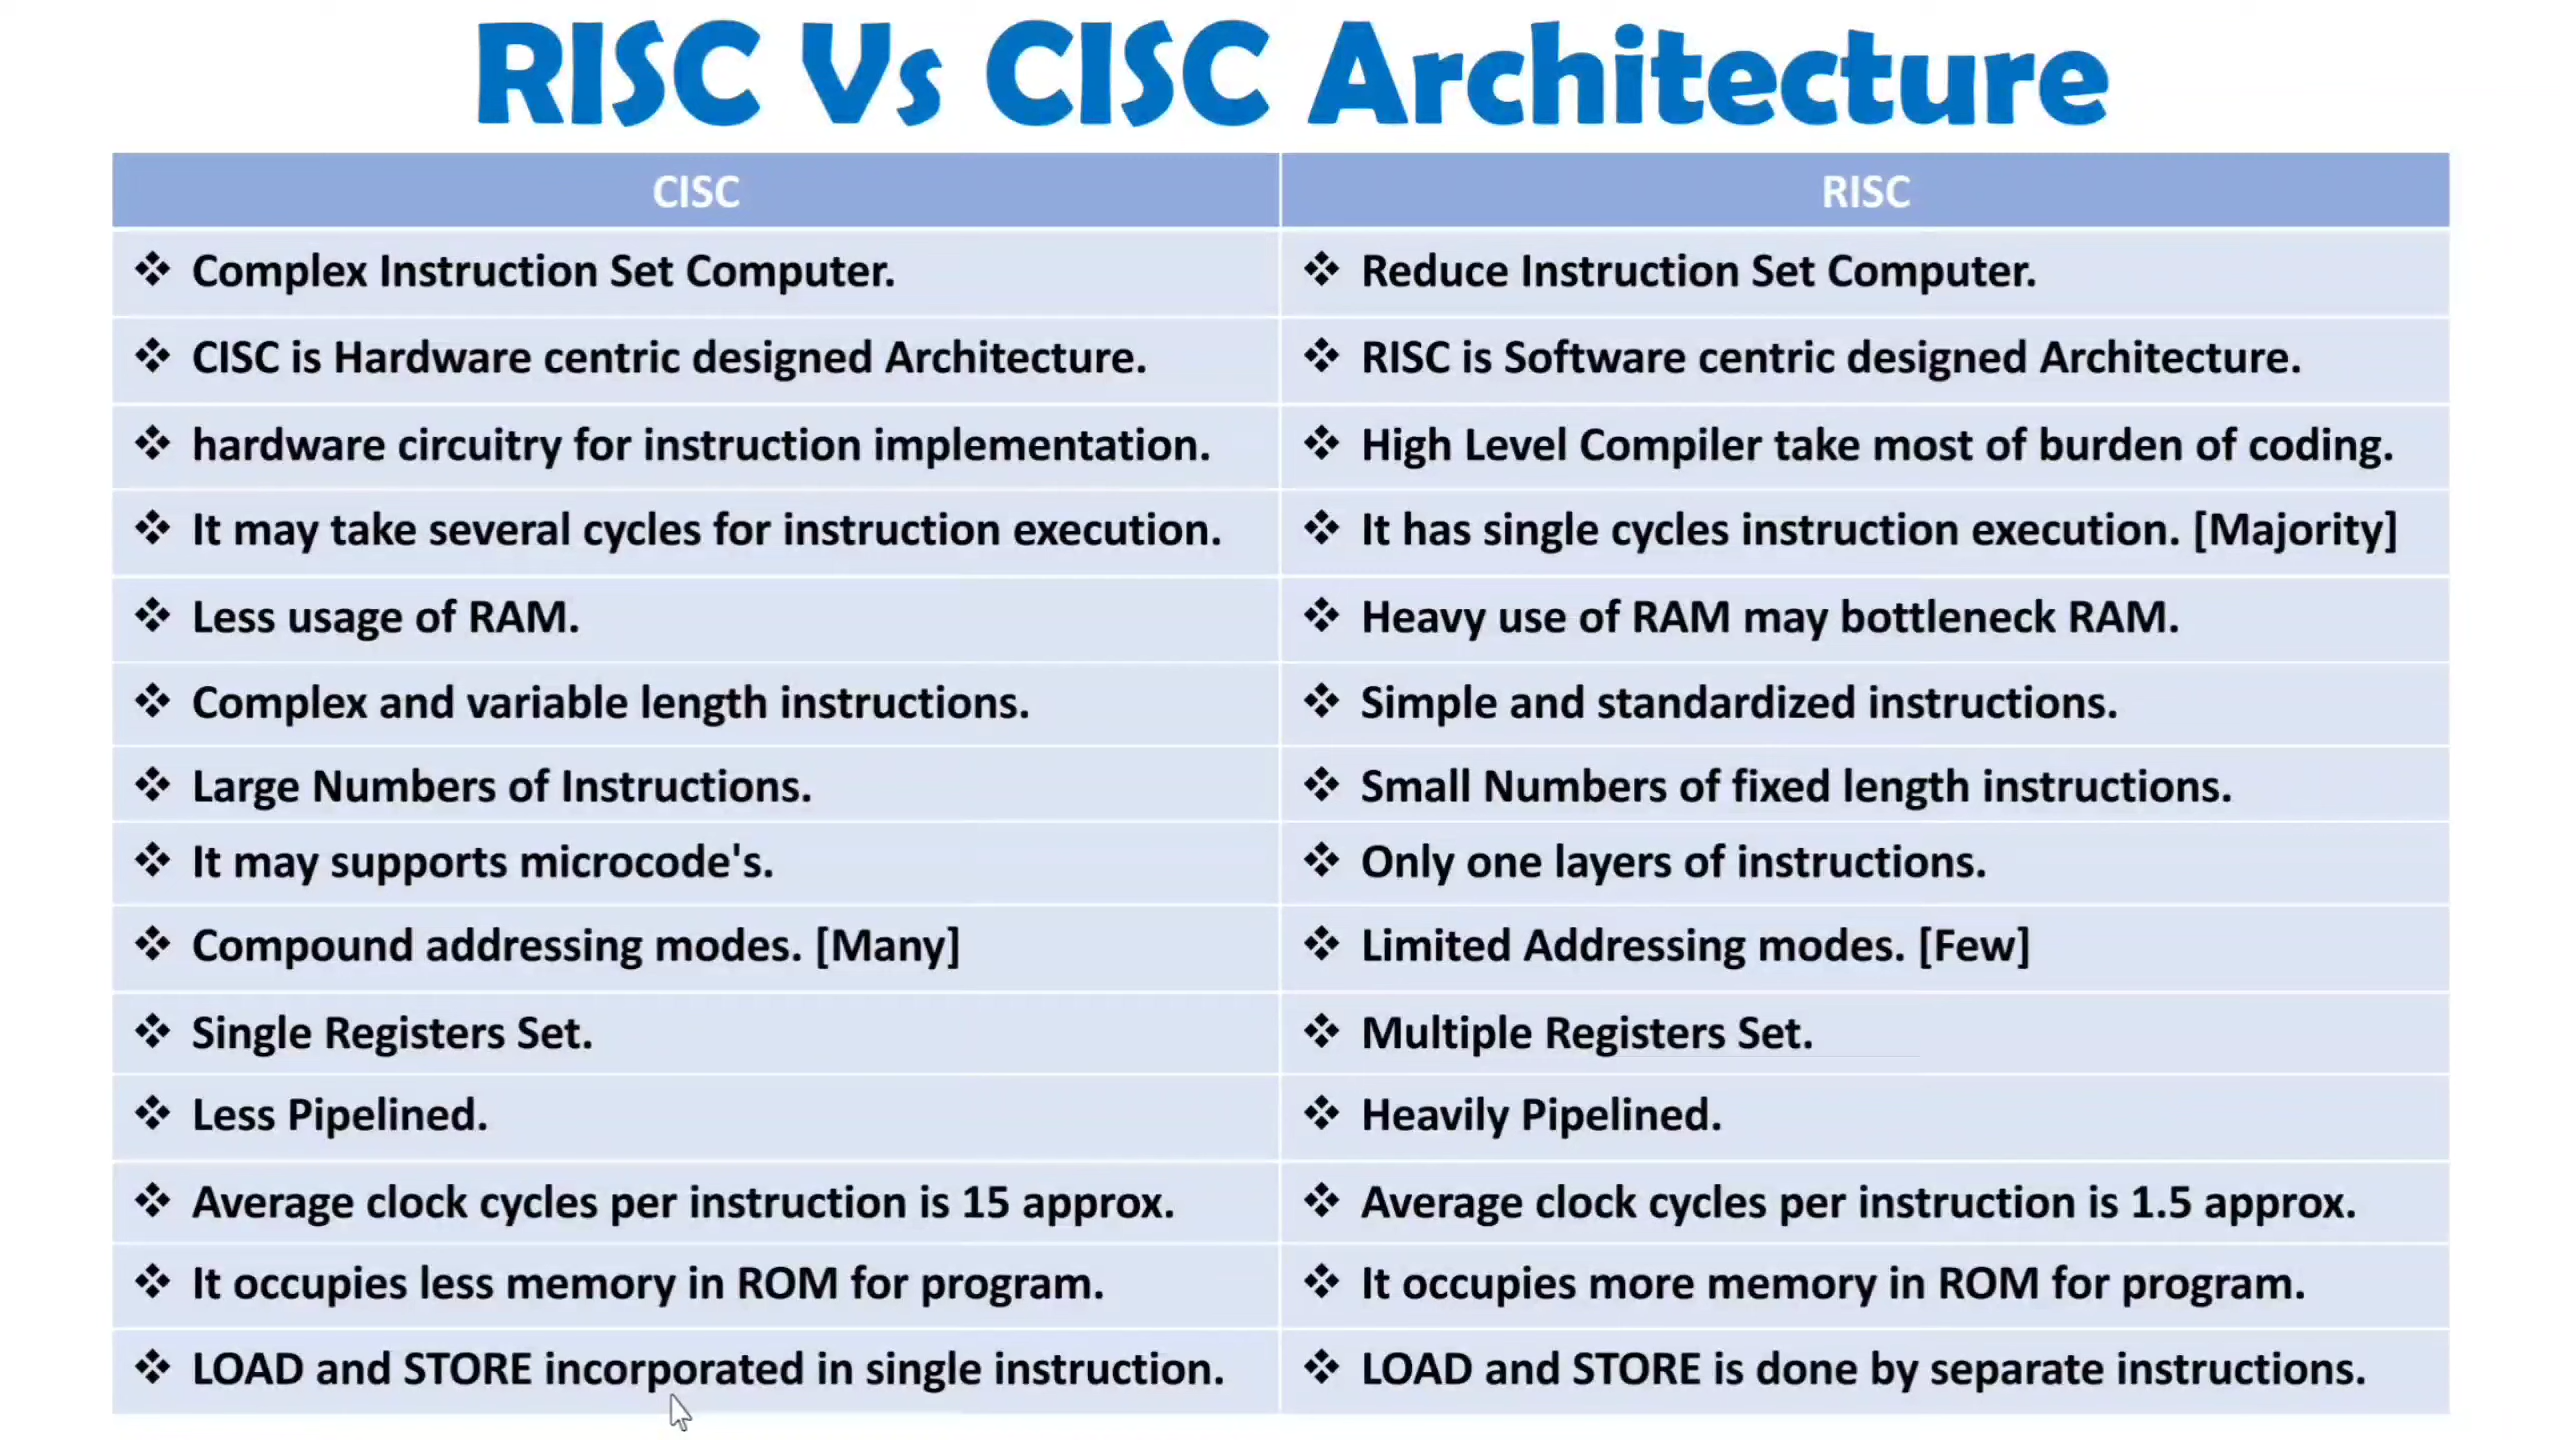 RISC Vs CISC Architecture
CISC
RISC
Complex Instruction Set Computer.
Reduce Instruction Set Computer.
CISC is Hardware centric designed Architecture.
RISC is Software centric designed Architecture.
hardware circuitry for instruction implementation.
High Level Compiler take most of burden of coding.
It may take several cycles for instruction execution.
It has single cycles instruction execution. [Majority]
Less usage of RAM.
Heavy use of RAM may bottleneck RAM.
Complex and variable length instructions.
Simple and standardized instructions.
Large Numbers of Instructions.
Small Numbers of fixed length instructions.
It may supports microcode's.
Only one layers of instructions.
Compound addressing modes. [Many]
Limited Addressing modes. [Few]
Single Registers Set.
Multiple Registers Set.
Less Pipelined.
Heavily Pipelined.
Average clock cycles per instruction is 15 approx.
Average clock cycles per instruction is 1.5 approx.
It occupies less memory in ROM for program.
It occupies more memory in ROM for program.
LOAD and STORE incorporated in single instruction.
LOAD and STORE is done by separate instructions.